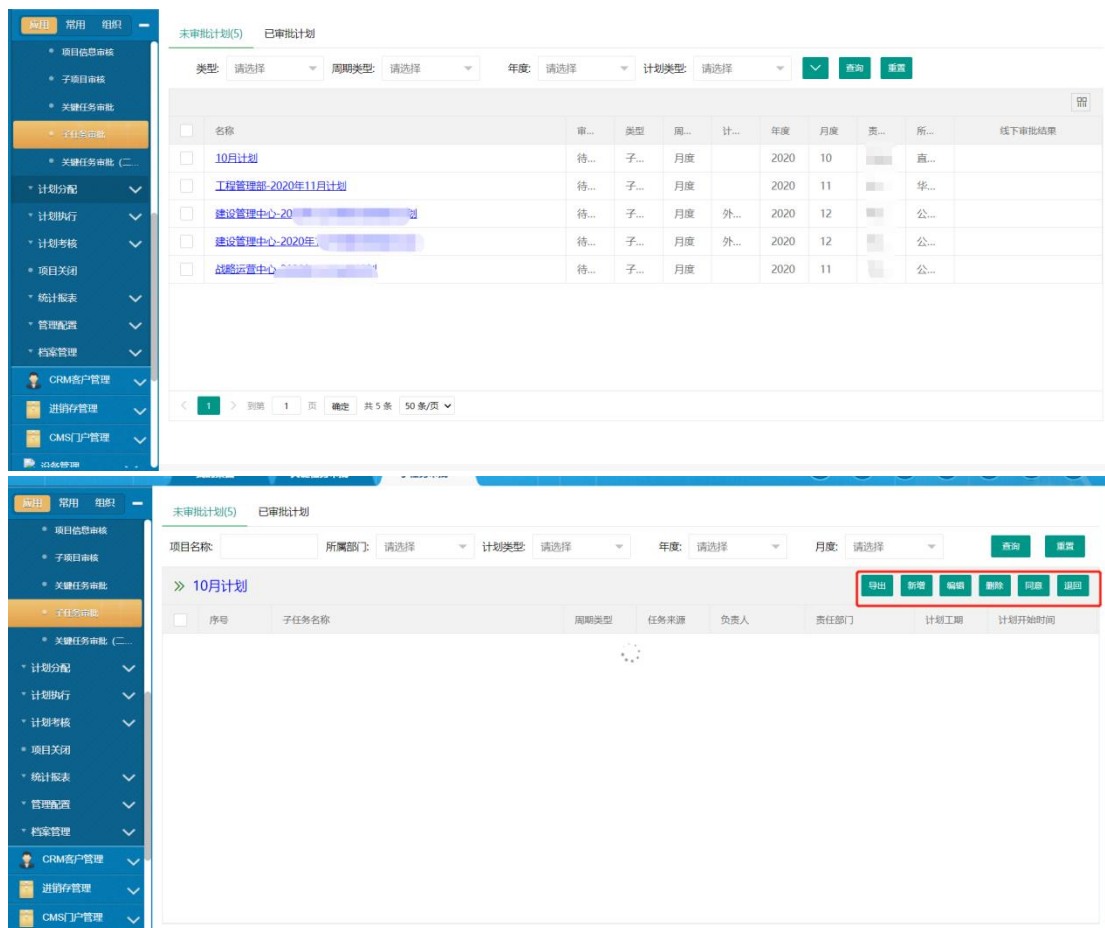 应用 常用 组织
项目信息审核
子项目审核
关键任务审批
子任务审批
关键任务审批 (二...
计划分配
计划执行
计划考核
项目关闭
统计报表
管理配置
档案管理
CRM客户管理
进销存管理
CMS门户管理
设备管理
未审批计划(5) 已审批计划
类型: 请选择 周期类型: 请选择 年度: 请选择 计划类型: 请选择 查询 重置
名称 审... 类型 周... 计... 年度 月度 责... 所... 线下审批结果
10月计划 待... 子... 月度 2020 10 直...
工程管理部-2020年11月计划 待... 子... 月度 2020 11 华...
建设管理中心-20 划 待... 子... 月度 外... 2020 12 公...
建设管理中心-2020年 待... 子... 月度 外... 2020 12 公...
战略运营中心 待... 子... 月度 2020 11 公...
1 到第 1 页 确定 共 5 条 50 条/页
应用 常用 组织
项目信息审核
子项目审核
关键任务审批
子任务审批
关键任务审批 (二...
计划分配
计划执行
计划考核
项目关闭
统计报表
管理配置
档案管理
CRM客户管理
进销存管理
CMS门户管理
未审批计划(5) 已审批计划
项目名称: 所属部门: 请选择 计划类型: 请选择 年度: 请选择 月度: 请选择 查询 重置
10月计划 导出 新增 编辑 删除 同意 退回
序号 子任务名称 周期类型 任务来源 负责人 责任部门 计划工期 计划开始时间